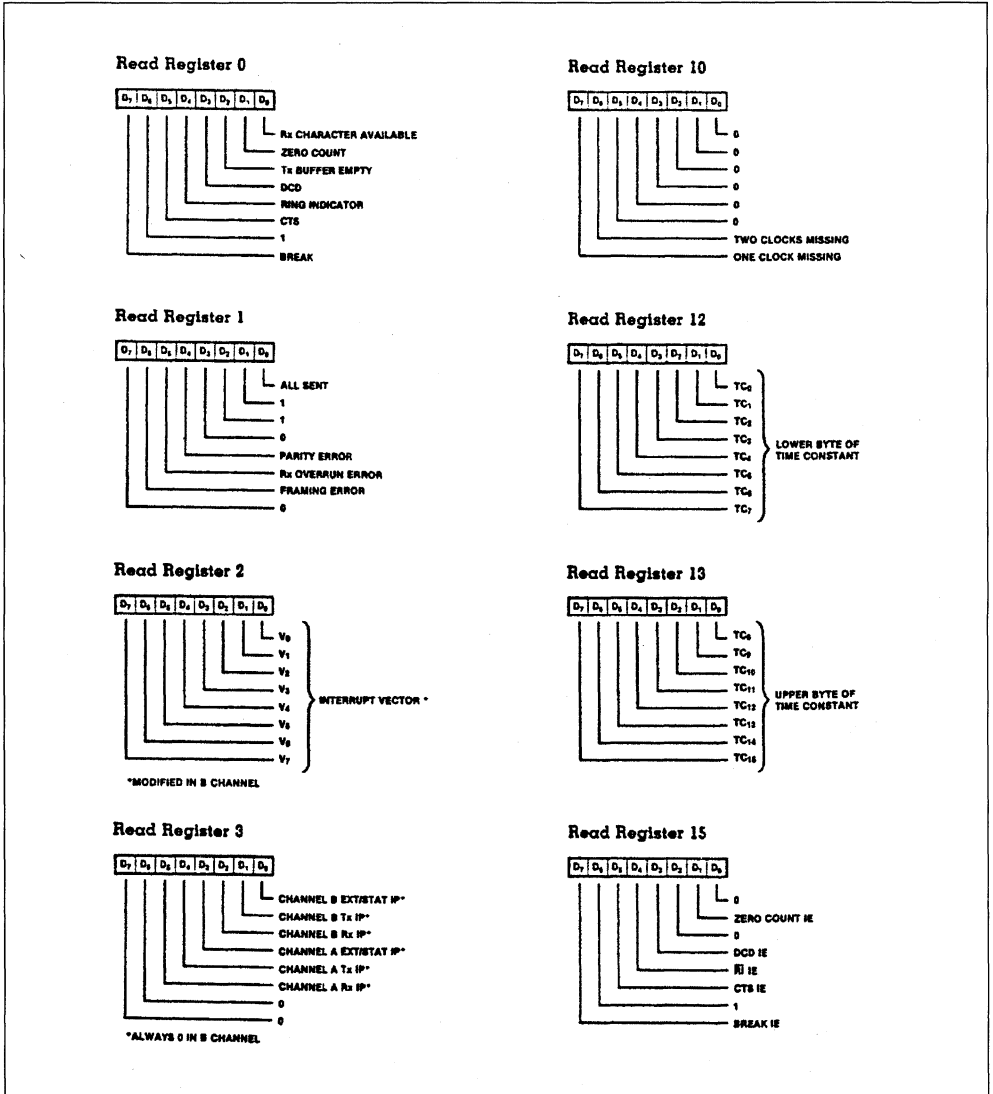 Read Register 0
D7 D6 D5 D4 D3 D2 D1 D0
Rx CHARACTER AVAILABLE
ZERO COUNT
Tx BUFFER EMPTY
DCD
RING INDICATOR
CTS
1
BREAK
Read Register 1
D7 D6 D5 D4 D3 D2 D1 D0
ALL SENT
1
1
0
PARITY ERROR
Rx OVERRUN ERROR
FRAMING ERROR
0
Read Register 2
D7 D6 D5 D4 D3 D2 D1 D0
V0
V1
V2
V3
V4
V5
V6
V7
INTERRUPT VECTOR *
*MODIFIED IN B CHANNEL
Read Register 3
D7 D6 D5 D4 D3 D2 D1 D0
CHANNEL B EXT/STAT IP*
CHANNEL B Tx IP*
CHANNEL B Rx IP*
CHANNEL A EXT/STAT IP*
CHANNEL A Tx IP*
CHANNEL A Rx IP*
0
0
*ALWAYS 0 IN B CHANNEL
Read Register 10
D7 D6 D5 D4 D3 D2 D1 D0
0
0
0
0
0
0
TWO CLOCKS MISSING
ONE CLOCK MISSING
Read Register 12
D7 D6 D5 D4 D3 D2 D1 D0
TC0
TC1
TC2
TC3
TC4
TC5
TC6
TC7
LOWER BYTE OF
TIME CONSTANT
Read Register 13
D7 D6 D5 D4 D3 D2 D1 D0
TC8
TC9
TC10
TC11
TC12
TC13
TC14
TC15
UPPER BYTE OF
TIME CONSTANT
Read Register 15
D7 D6 D5 D4 D3 D2 D1 D0
0
ZERO COUNT IE
0
DCD IE
R̅I̅ IE
CTS IE
1
BREAK IE